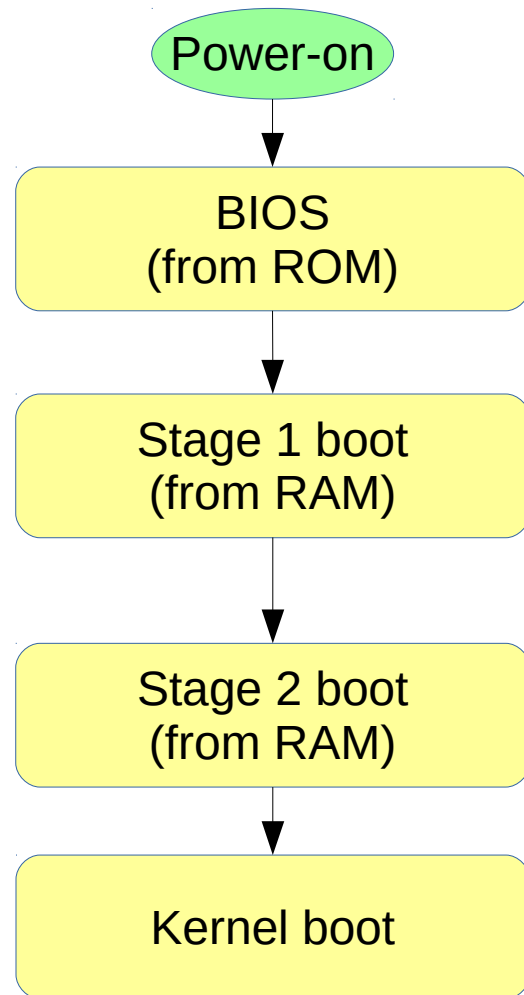 Power-on
BIOS
(from ROM)
Stage 1 boot
(from RAM)
Stage 2 boot
(from RAM)
Kernel boot